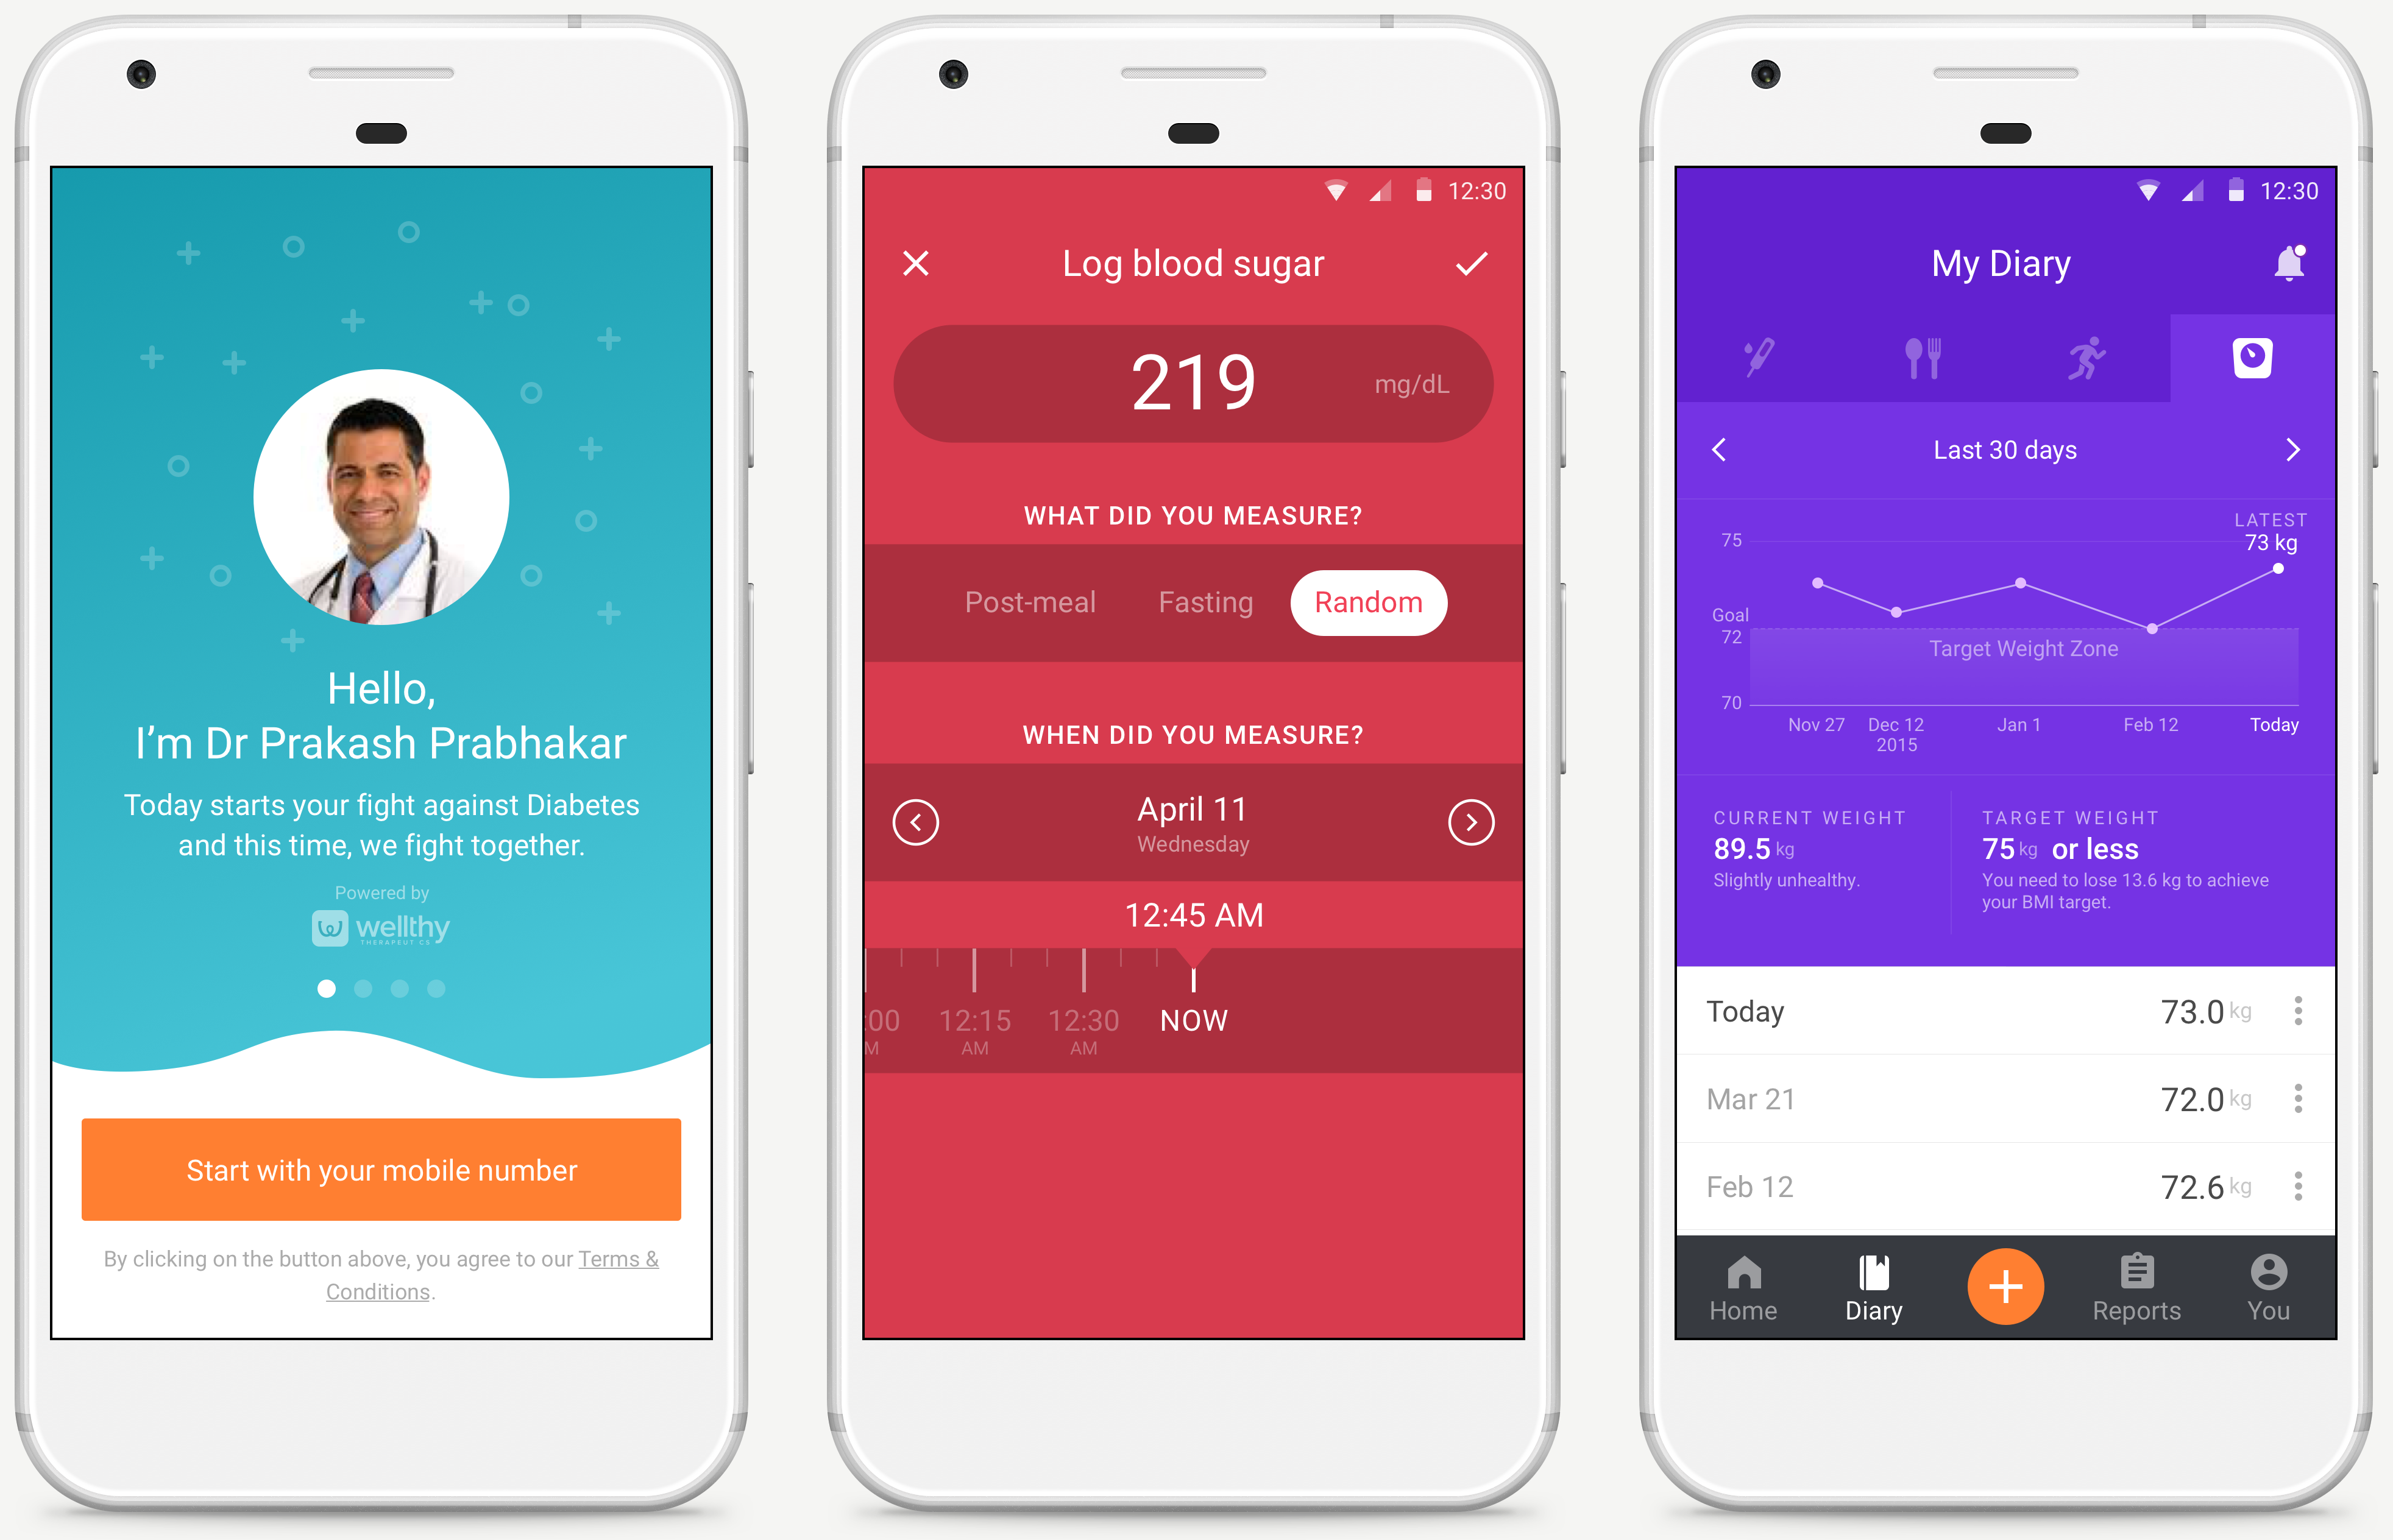 Hello,
I’m Dr Prakash Prabhakar
Today starts your fight against Diabetes
and this time, we fight together.
Powered by
wellthy
THERAPEUT CS
Start with your mobile number
By clicking on the button above, you agree to our Terms &
Conditions.
12:30
Log blood sugar
219 mg/dL
WHAT DID YOU MEASURE?
Post-meal Fasting Random
WHEN DID YOU MEASURE?
April 11
Wednesday
12:45 AM
:00 12:15 12:30 NOW
M AM AM
12:30
My Diary
Last 30 days
LATEST
75 73 kg
Goal
72 Target Weight Zone
70
Nov 27 Dec 12 Jan 1 Feb 12 Today
2015
CURRENT WEIGHT
89.5 kg
Slightly unhealthy.
TARGET WEIGHT
75 kg or less
You need to lose 13.6 kg to achieve
your BMI target.
Today 73.0 kg
Mar 21 72.0 kg
Feb 12 72.6 kg
Home Diary Reports You